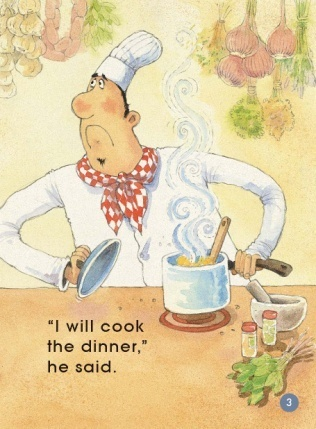 "I will cook
the dinner,"
he said.
3